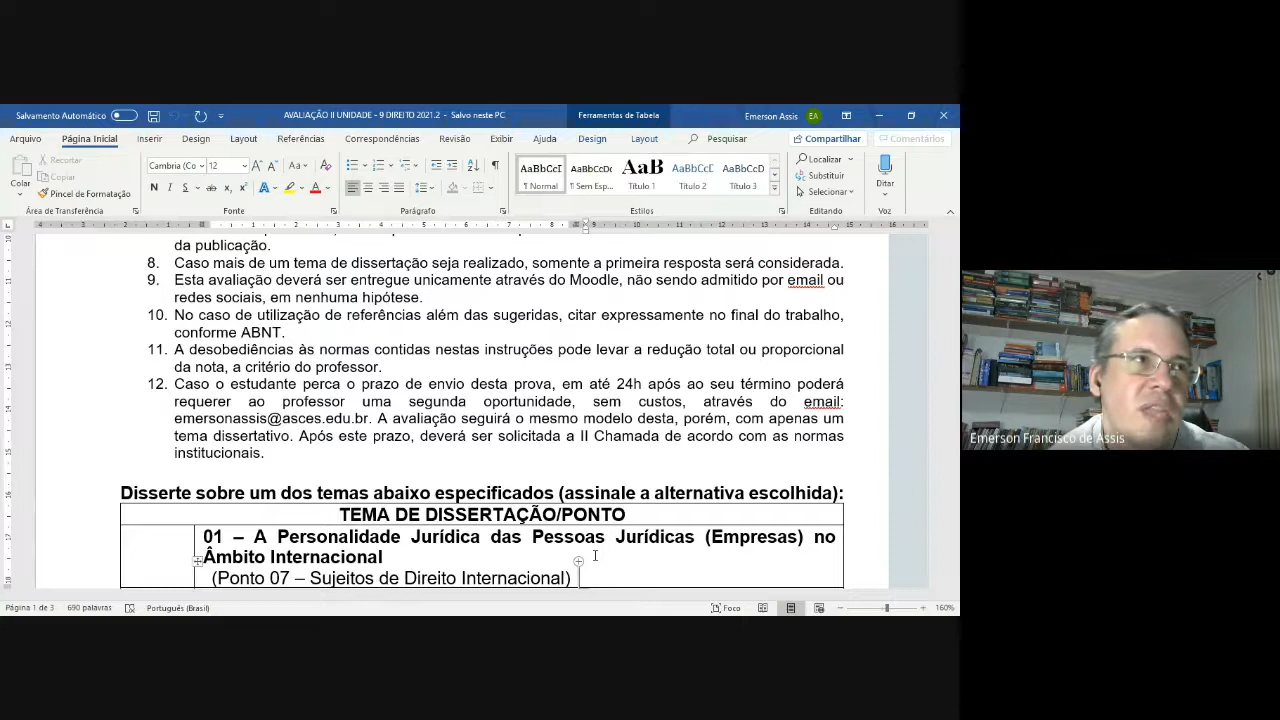 Salvamento Automático
AVALIAÇÃO II UNIDADE - 9 DIREITO 2021.2 - Salvo neste PC
Ferramentas de Tabela
Emerson Assis
EA
Arquivo Página Inicial Inserir Design Layout Referências Correspondências Revisão Exibir Ajuda Design Layout Pesquisar Compartilhar Comentários
Colar
Recortar
Copiar
Pincel de Formatação
Área de Transferência
Cambria (Co 12
Fonte
Parágrafo
AaBbCcI AaBbCcDc AaB AaBbCcD AaBbCcD
¶ Normal ¶ Sem Esp... Título 1 Título 2 Título 3
Estilos
Localizar
Substituir
Selecionar
Editando
Ditar
Voz
da publicação.
8. Caso mais de um tema de dissertação seja realizado, somente a primeira resposta será considerada.
9. Esta avaliação deverá ser entregue unicamente através do Moodle, não sendo admitido por email ou
redes sociais, em nenhuma hipótese.
10. No caso de utilização de referências além das sugeridas, citar expressamente no final do trabalho,
conforme ABNT.
11. A desobediências às normas contidas nestas instruções pode levar a redução total ou proporcional
da nota, a critério do professor.
12. Caso o estudante perca o prazo de envio desta prova, em até 24h após ao seu término poderá
requerer ao professor uma segunda oportunidade, sem custos, através do email:
emersonassis@asces.edu.br. A avaliação seguirá o mesmo modelo desta, porém, com apenas um
tema dissertativo. Após este prazo, deverá ser solicitada a II Chamada de acordo com as normas
institucionais.
Disserte sobre um dos temas abaixo especificados (assinale a alternativa escolhida):
TEMA DE DISSERTAÇÃO/PONTO
01 – A Personalidade Jurídica das Pessoas Jurídicas (Empresas) no
Âmbito Internacional
(Ponto 07 – Sujeitos de Direito Internacional)
Página 1 de 3 690 palavras Português (Brasil) Foco 160%
Emerson Francisco de Assis